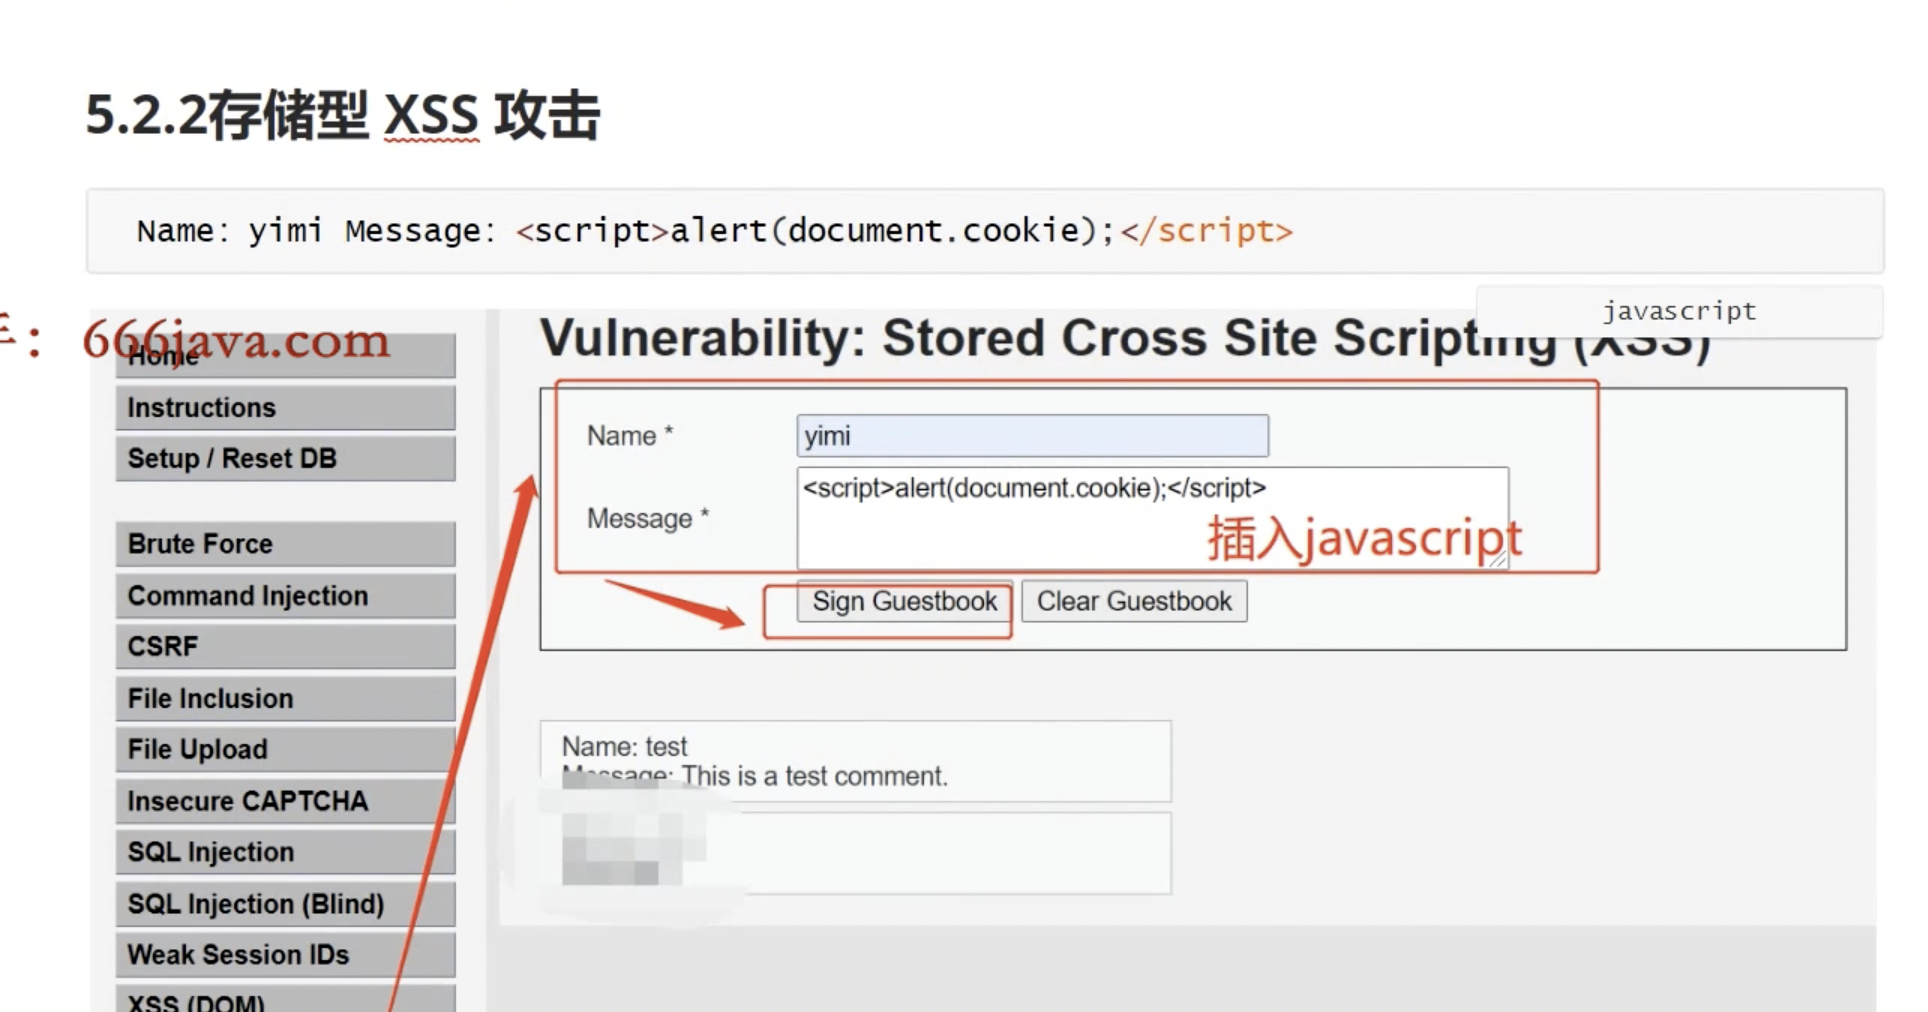 5.2.2存储型 XSS 攻击
Name: yimi Message: <script>alert(document.cookie);</script>
javascript
666java.com
Home
Instructions
Setup / Reset DB
Brute Force
Command Injection
CSRF
File Inclusion
File Upload
Insecure CAPTCHA
SQL Injection
SQL Injection (Blind)
Weak Session IDs
XSS (DOM)
Vulnerability: Stored Cross Site Scripting (XSS)
Name * yimi
Message * <script>alert(document.cookie);</script>
插入javascript
Sign Guestbook Clear Guestbook
Name: test
Message: This is a test comment.